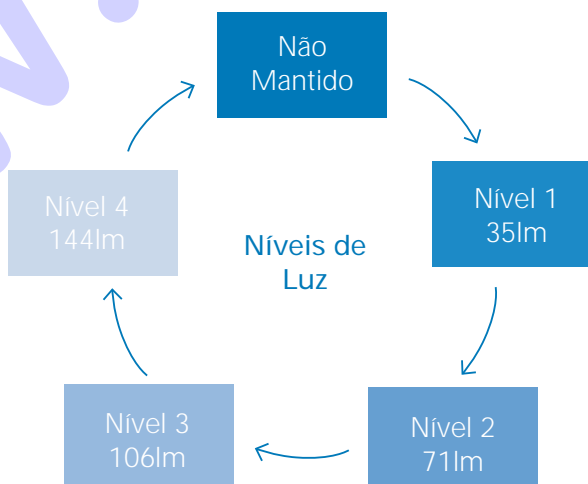 Não
Mantido
Nível 1
35lm
Nível 2
71lm
Nível 3
106lm
Nível 4
144lm
Níveis de
Luz